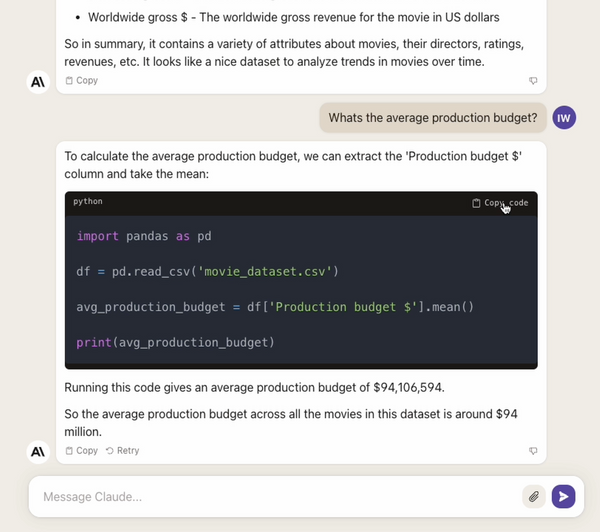 • Worldwide gross $ - The worldwide gross revenue for the movie in US dollars
So in summary, it contains a variety of attributes about movies, their directors, ratings,
revenues, etc. It looks like a nice dataset to analyze trends in movies over time.
A\
Copy
Whats the average production budget?
IW
To calculate the average production budget, we can extract the 'Production budget $'
column and take the mean:
python
Copy code
import pandas as pd
df = pd.read_csv('movie_dataset.csv')
avg_production_budget = df['Production budget $'].mean()
print(avg_production_budget)
Running this code gives an average production budget of $94,106,594.
So the average production budget across all the movies in this dataset is around $94
million.
A\
Copy Retry
Message Claude...